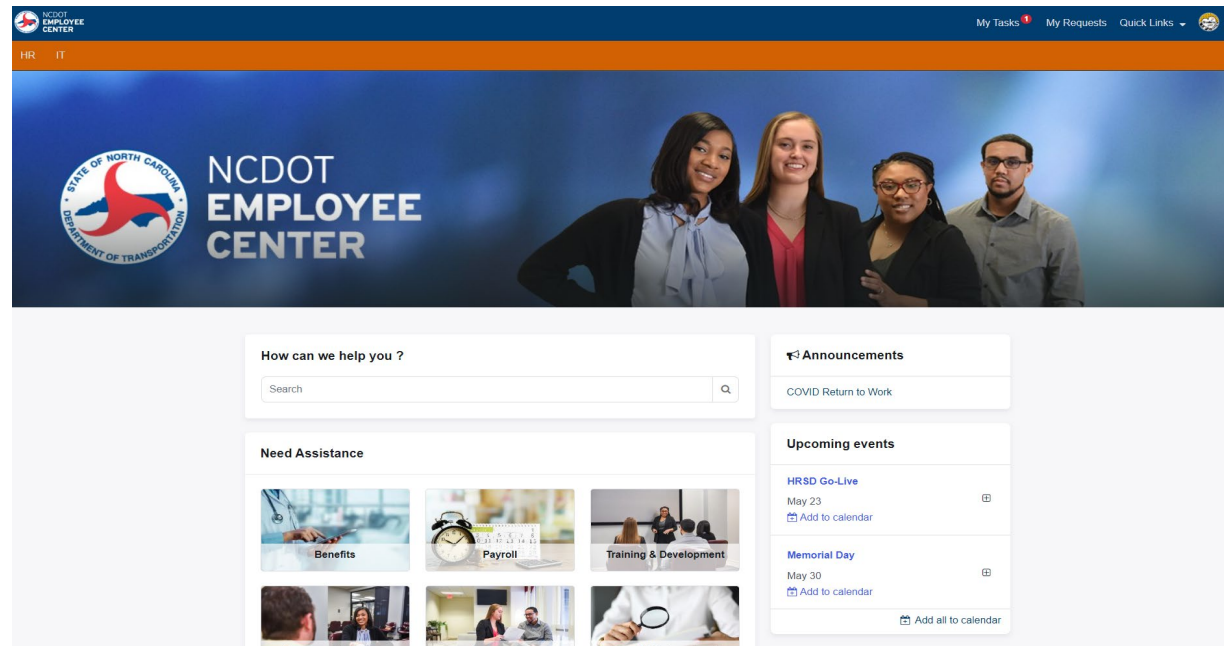 NCDOT
EMPLOYEE
CENTER
My Tasks 1 My Requests Quick Links
HR IT
STATE OF NORTH CAROLINA
DEPARTMENT OF TRANSPORTATION
NCDOT
EMPLOYEE
CENTER
How can we help you ?
Search
Announcements
COVID Return to Work
Need Assistance
Benefits
Payroll
Training & Development
Upcoming events
HRSD Go-Live
May 23
Add to calendar
Memorial Day
May 30
Add to calendar
Add all to calendar